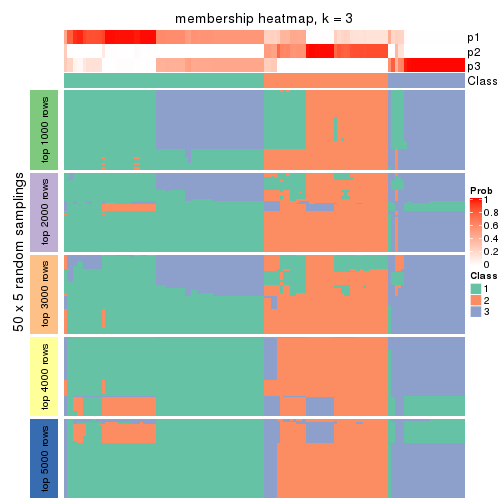 membership heatmap, k = 3
p1
p2
p3
Class
50 x 5 random samplings
top 1000 rows
top 2000 rows
top 3000 rows
top 4000 rows
top 5000 rows
Prob
1
0.8
0.6
0.4
0.2
0
Class
1
2
3